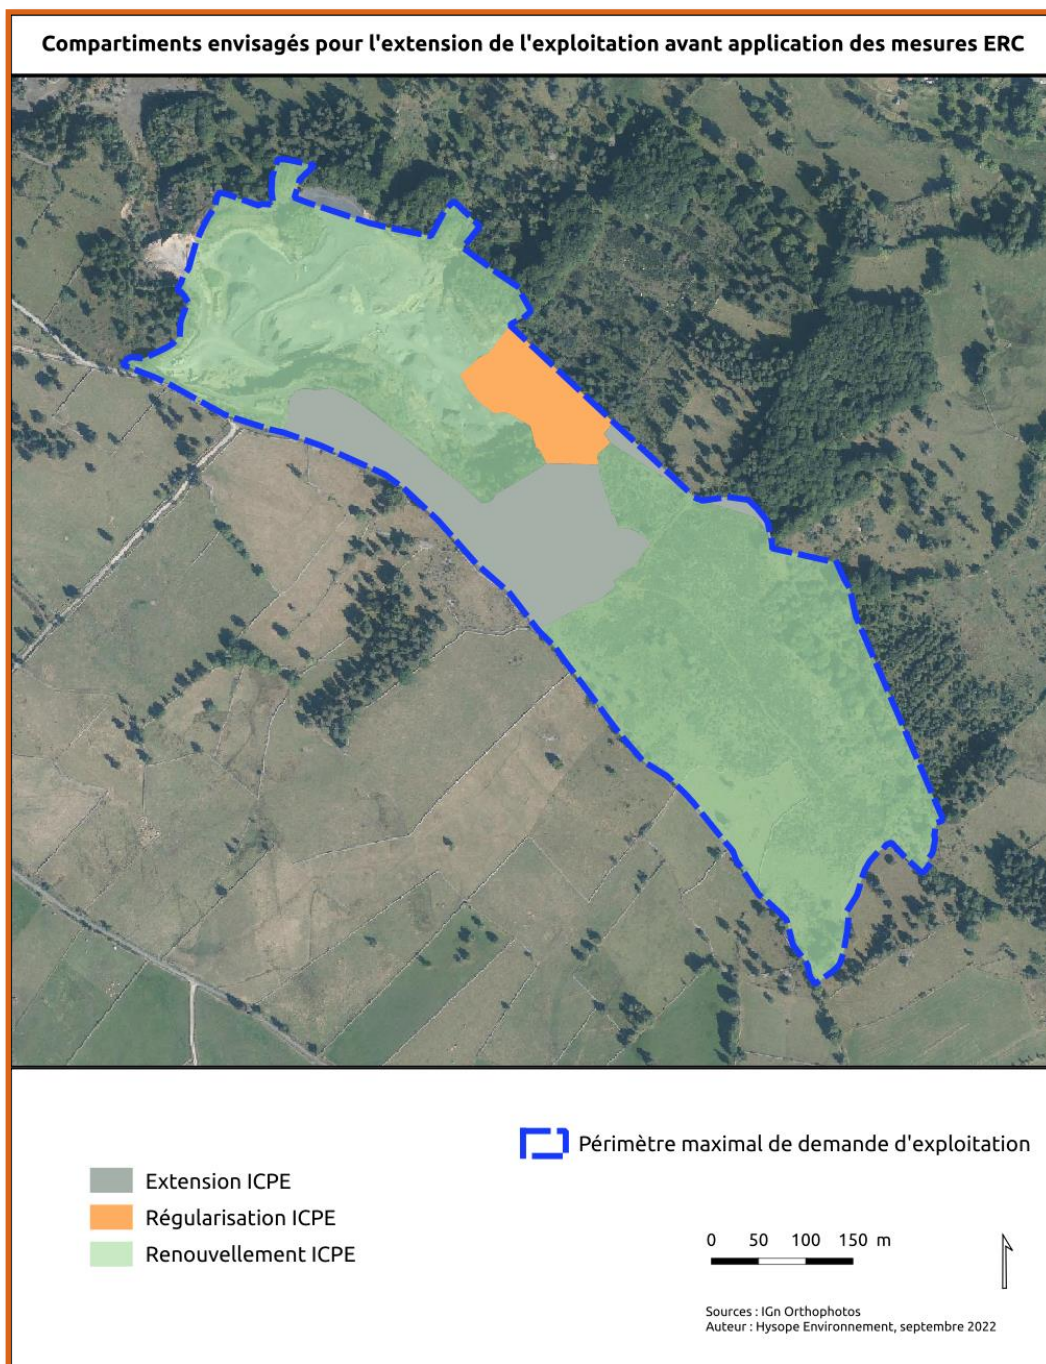 Compartiments envisagés pour l'extension de l'exploitation avant application des mesures ERC
Périmètre maximal de demande d'exploitation
Extension ICPE
Régularisation ICPE
Renouvellement ICPE
0 50 100 150 m
Sources : IGn Orthophotos
Auteur : Hysope Environnement, septembre 2022